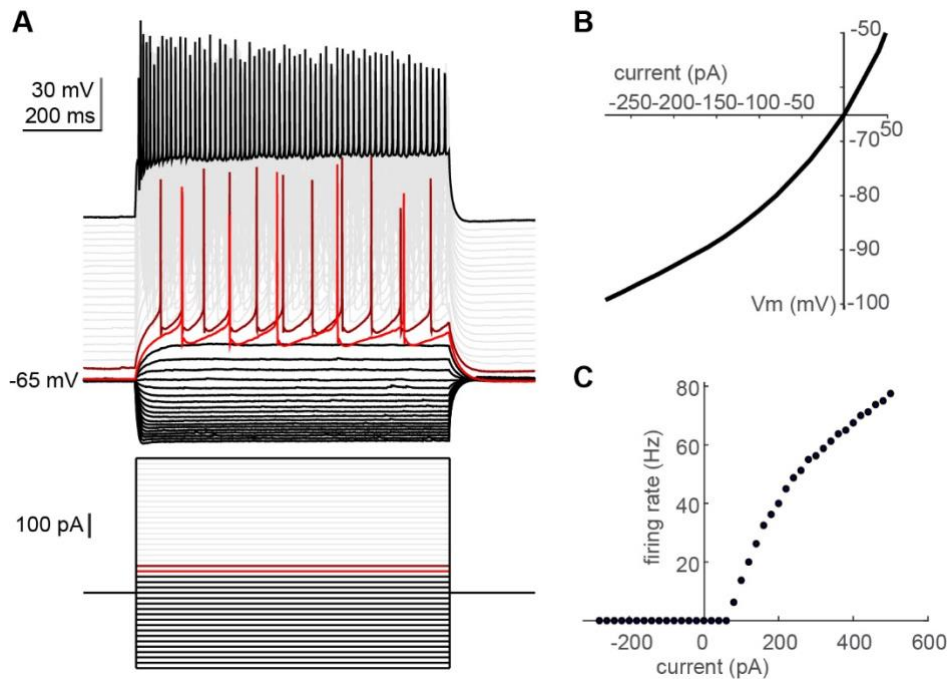 A
30 mV
200 ms
-65 mV
100 pA
B
current (pA)
-250-200-150-100 -50
-50
50
-70
-80
-90
Vm (mV)
-100
C
firing rate (Hz)
80
60
40
20
-200 0 200 400 600
current (pA)